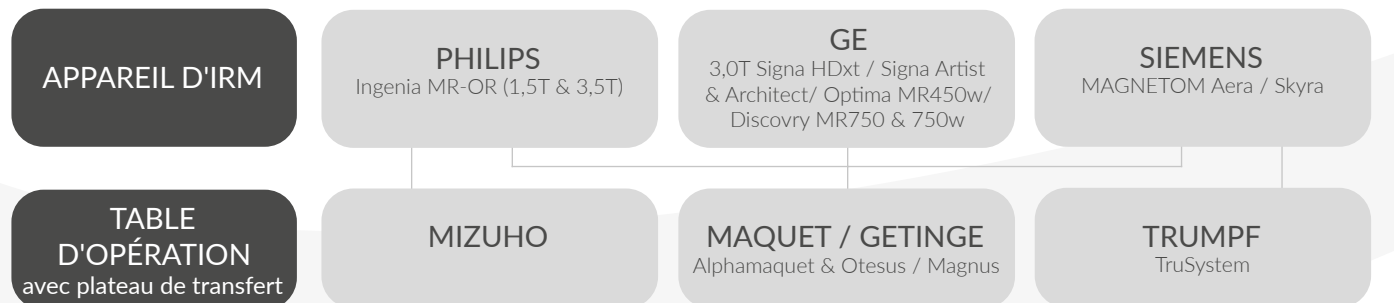 APPAREIL D'IRM
PHILIPS
Ingenia MR-OR (1,5T & 3,5T)
GE
3,0T Signa HDxt / Signa Artist
& Architect/ Optima MR450w/
Discovry MR750 & 750w
SIEMENS
MAGNETOM Aera / Skyra
TABLE
D'OPÉRATION
avec plateau de transfert
MIZUHO
MAQUET / GETINGE
Alphamaquet & Otesus / Magnus
TRUMPF
TruSystem